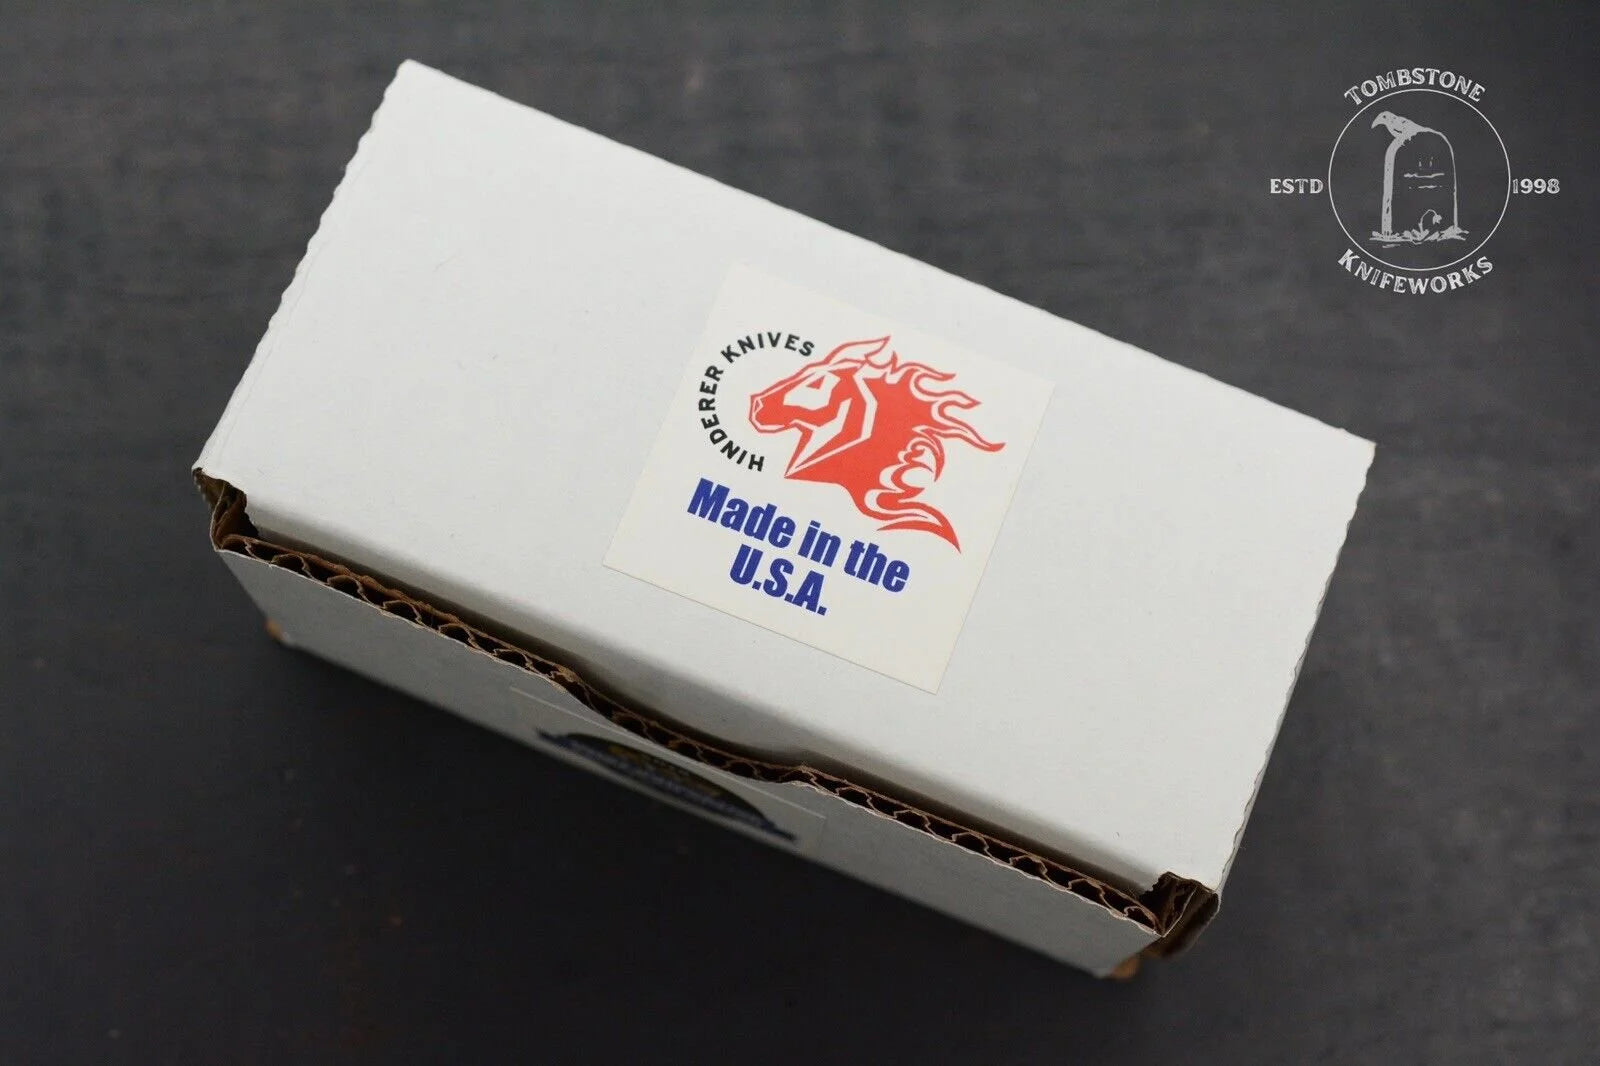 TOMBSTONE
ESTD 1998
KNIFEWORKS
HINDERER KNIVES
Made in the
U.S.A.